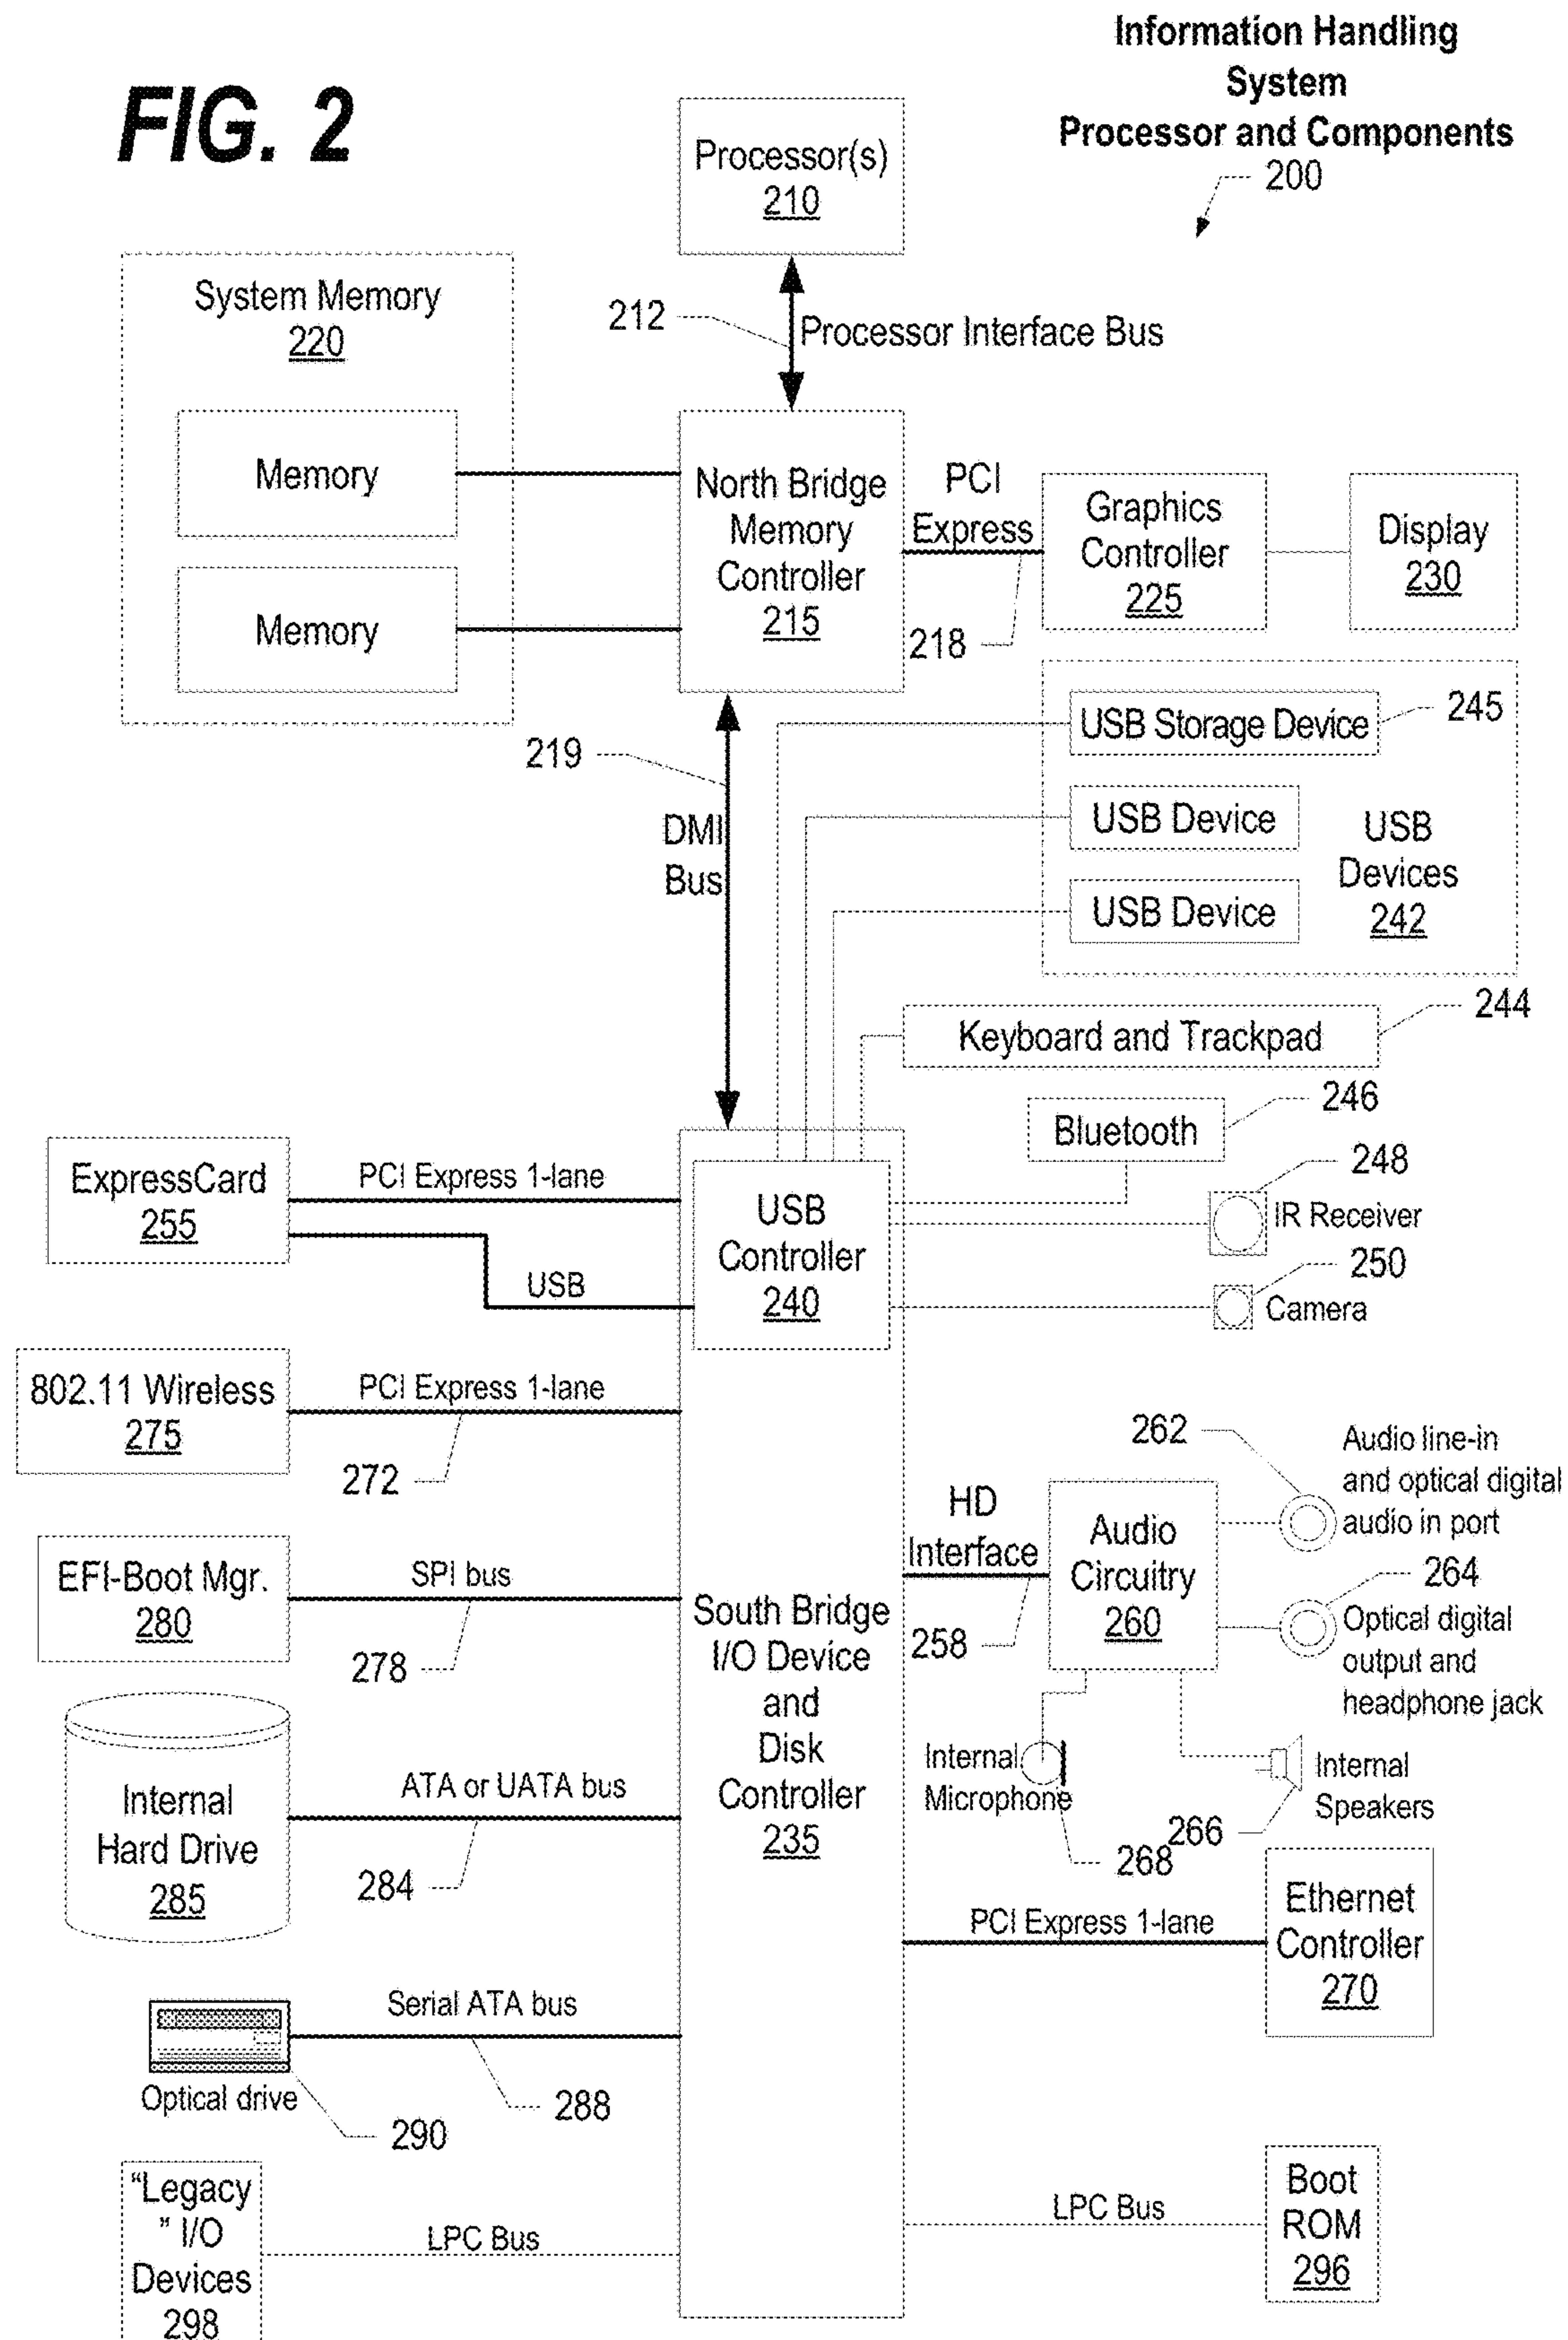 Information Handling
System
Processor and Components
200
FIG. 2
Processor(s)
210
System Memory
220
212
Processor Interface Bus
Memory
Memory
North Bridge
Memory
Controller
215
PCI
Express
218
Graphics
Controller
225
Display
230
219
DMI
Bus
USB Storage Device
245
USB Device
USB Device
USB
Devices
242
Keyboard and Trackpad
244
Bluetooth
246
248
IR Receiver
250
Camera
ExpressCard
255
PCI Express 1-lane
USB
USB
Controller
240
802.11 Wireless
275
PCI Express 1-lane
272
EFI-Boot Mgr.
280
SPI bus
278
262
Audio line-in
and optical digital
audio in port
HD
Interface
258
Audio
Circuitry
260
264
Optical digital
output and
headphone jack
South Bridge
I/O Device
and
Disk
Controller
235
Internal
Microphone
268
266
Internal
Speakers
Internal
Hard Drive
285
ATA or UATA bus
284
PCI Express 1-lane
Ethernet
Controller
270
Serial ATA bus
288
Optical drive
290
“Legacy
” I/O
Devices
298
LPC Bus
LPC Bus
Boot
ROM
296